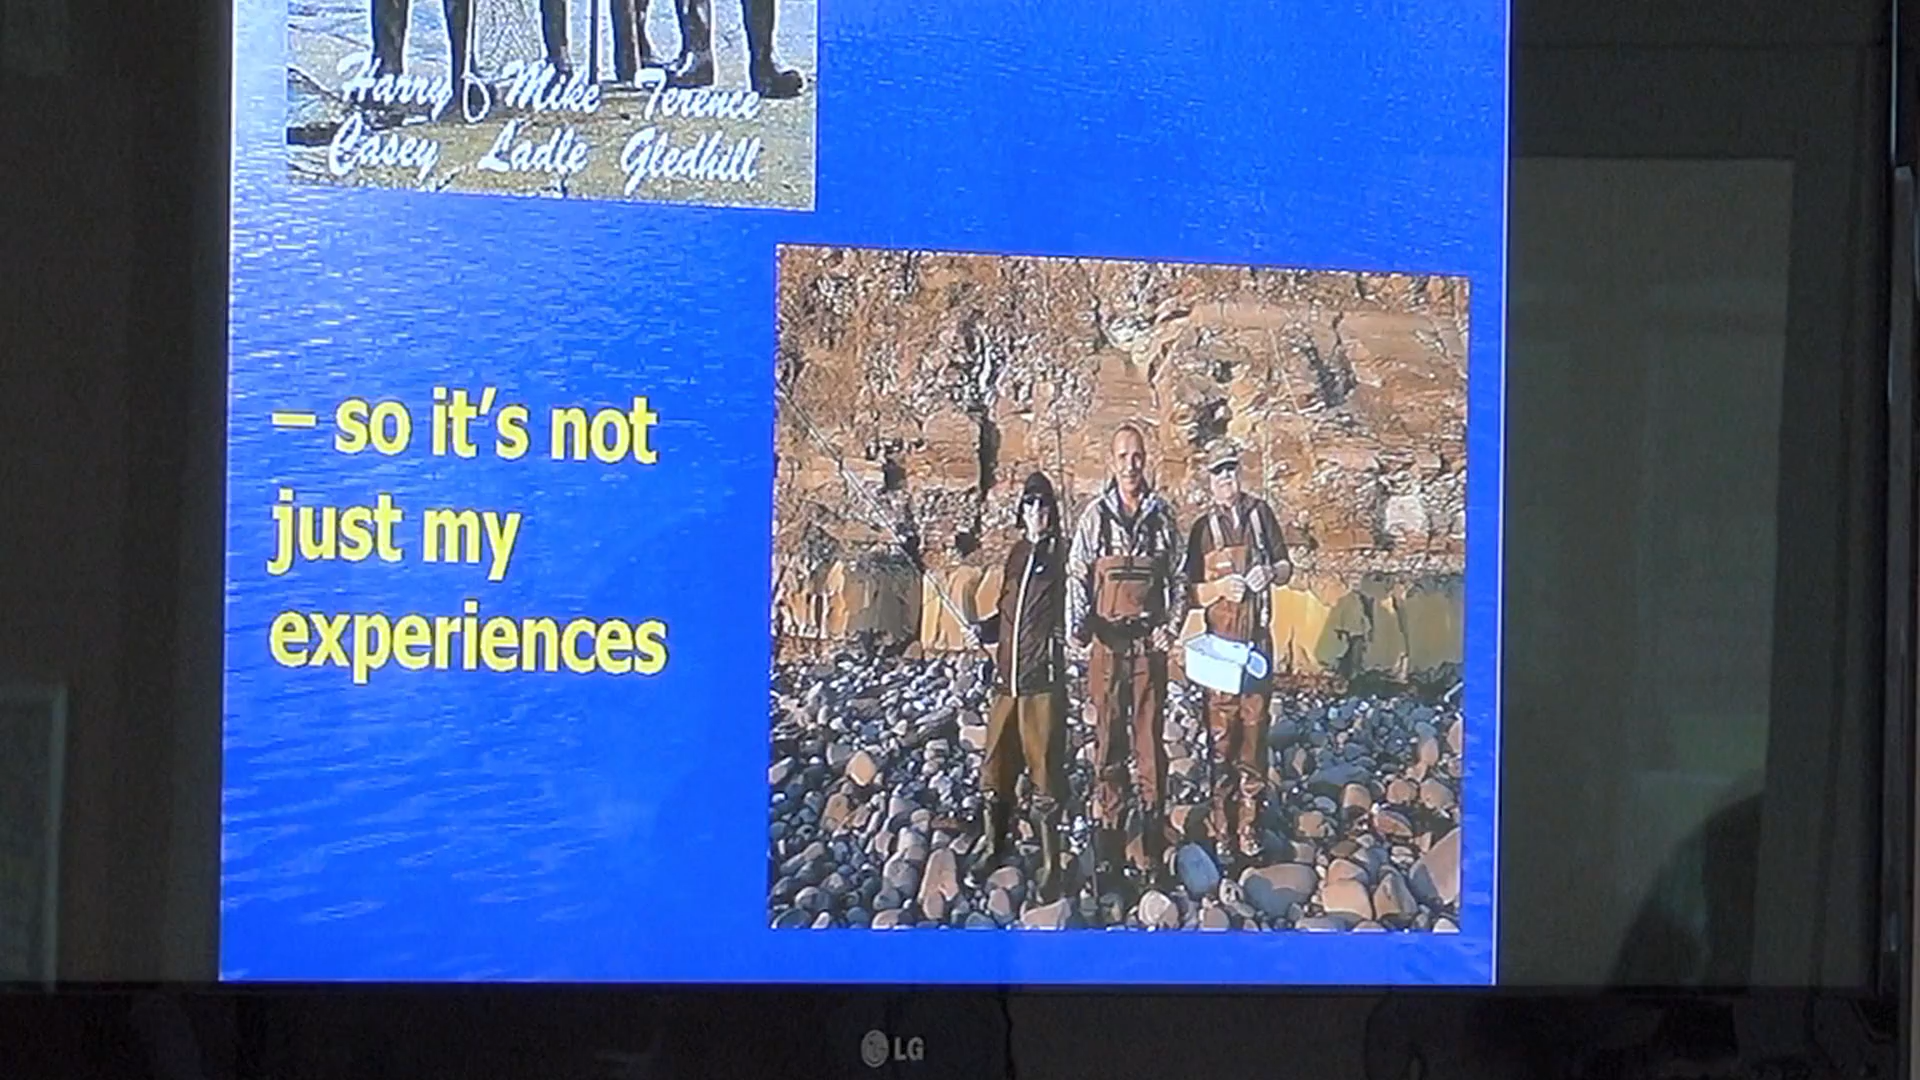 Harry Mike Terence
Casey Ladle Gledhill
– so it's not
just my
experiences
LG